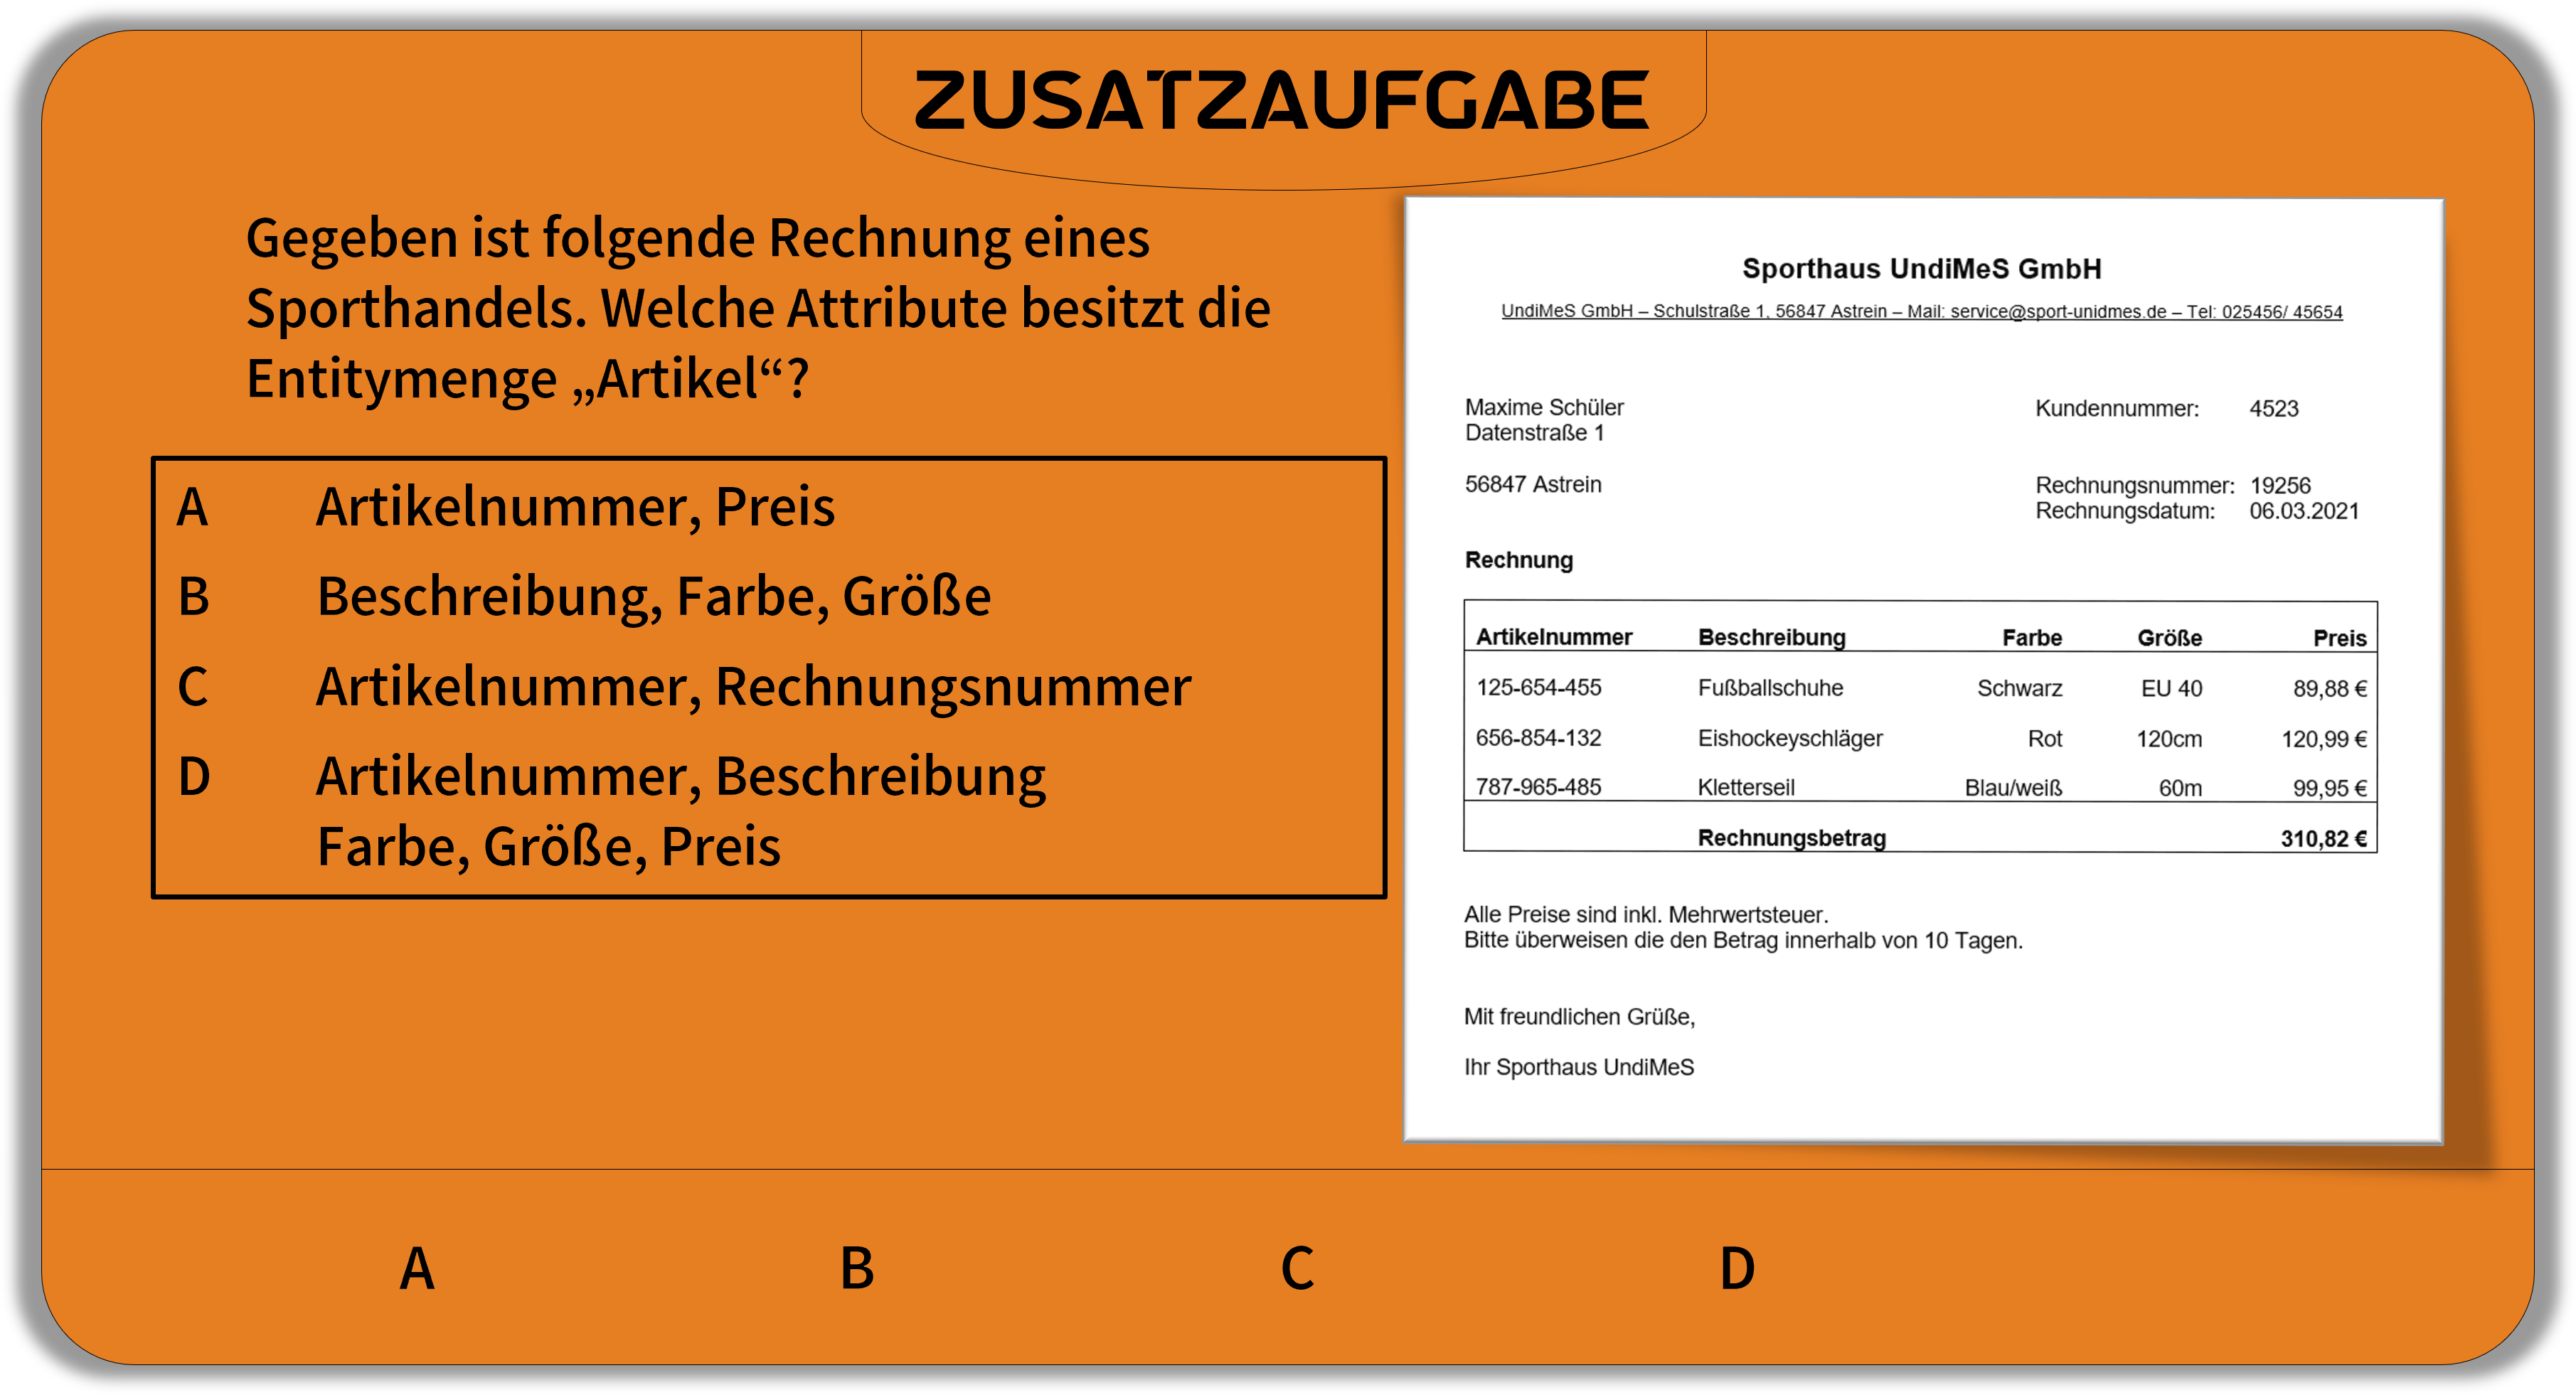 ZUSATZAUFGABE
Gegeben ist folgende Rechnung eines
Sporthandels. Welche Attribute besitzt die
Entitymenge „Artikel“?
A Artikelnummer, Preis
B Beschreibung, Farbe, Größe
C Artikelnummer, Rechnungsnummer
D Artikelnummer, Beschreibung
Farbe, Größe, Preis
Sporthaus UndiMeS GmbH
UndiMeS GmbH – Schulstraße 1, 56847 Astrein – Mail: service@sport-unidmes.de – Tel: 025456/ 45654
Maxime Schüler Kundennummer: 4523
Datenstraße 1
56847 Astrein Rechnungsnummer: 19256
Rechnungsdatum: 06.03.2021
Rechnung
Artikelnummer Beschreibung Farbe Größe Preis
125-654-455 Fußballschuhe Schwarz EU 40 89,88 €
656-854-132 Eishockeyschläger Rot 120cm 120,99 €
787-965-485 Kletterseil Blau/weiß 60m 99,95 €
Rechnungsbetrag 310,82 €
Alle Preise sind inkl. Mehrwertsteuer.
Bitte überweisen die den Betrag innerhalb von 10 Tagen.
Mit freundlichen Grüße,
Ihr Sporthaus UndiMeS
A B C D